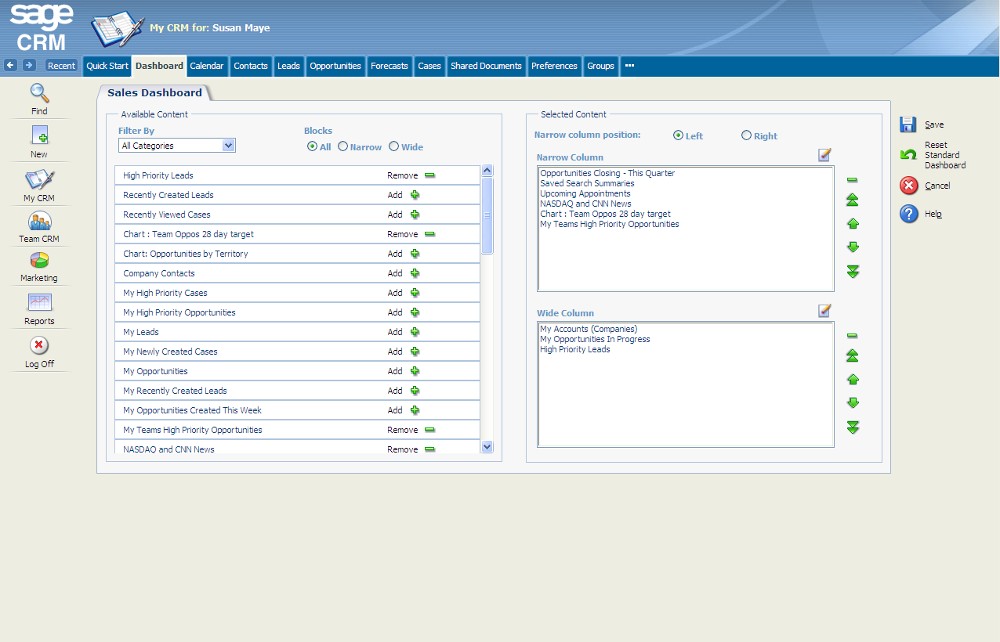 sage
CRM
My CRM for: Susan Maye
Recent
Quick Start
Dashboard
Calendar
Contacts
Leads
Opportunities
Forecasts
Cases
Shared Documents
Preferences
Groups
Find
New
My CRM
Team CRM
Marketing
Reports
Log Off
Sales Dashboard
Available Content
Filter By
All Categories
Blocks
All
Narrow
Wide
High Priority Leads Remove
Recently Created Leads Add
Recently Viewed Cases Add
Chart : Team Oppos 28 day target Remove
Chart: Opportunities by Territory Add
Company Contacts Add
My High Priority Cases Add
My High Priority Opportunities Add
My Leads Add
My Newly Created Cases Add
My Opportunities Add
My Recently Created Leads Add
My Opportunities Created This Week Add
My Teams High Priority Opportunities Remove
NASDAQ and CNN News Remove
Selected Content
Narrow column position: Left Right
Narrow Column
Opportunities Closing - This Quarter
Saved Search Summaries
Upcoming Appointments
NASDAQ and CNN News
Chart : Team Oppos 28 day target
My Teams High Priority Opportunities
Wide Column
My Accounts (Companies)
My Opportunities In Progress
High Priority Leads
Save
Reset
Standard
Dashboard
Cancel
Help